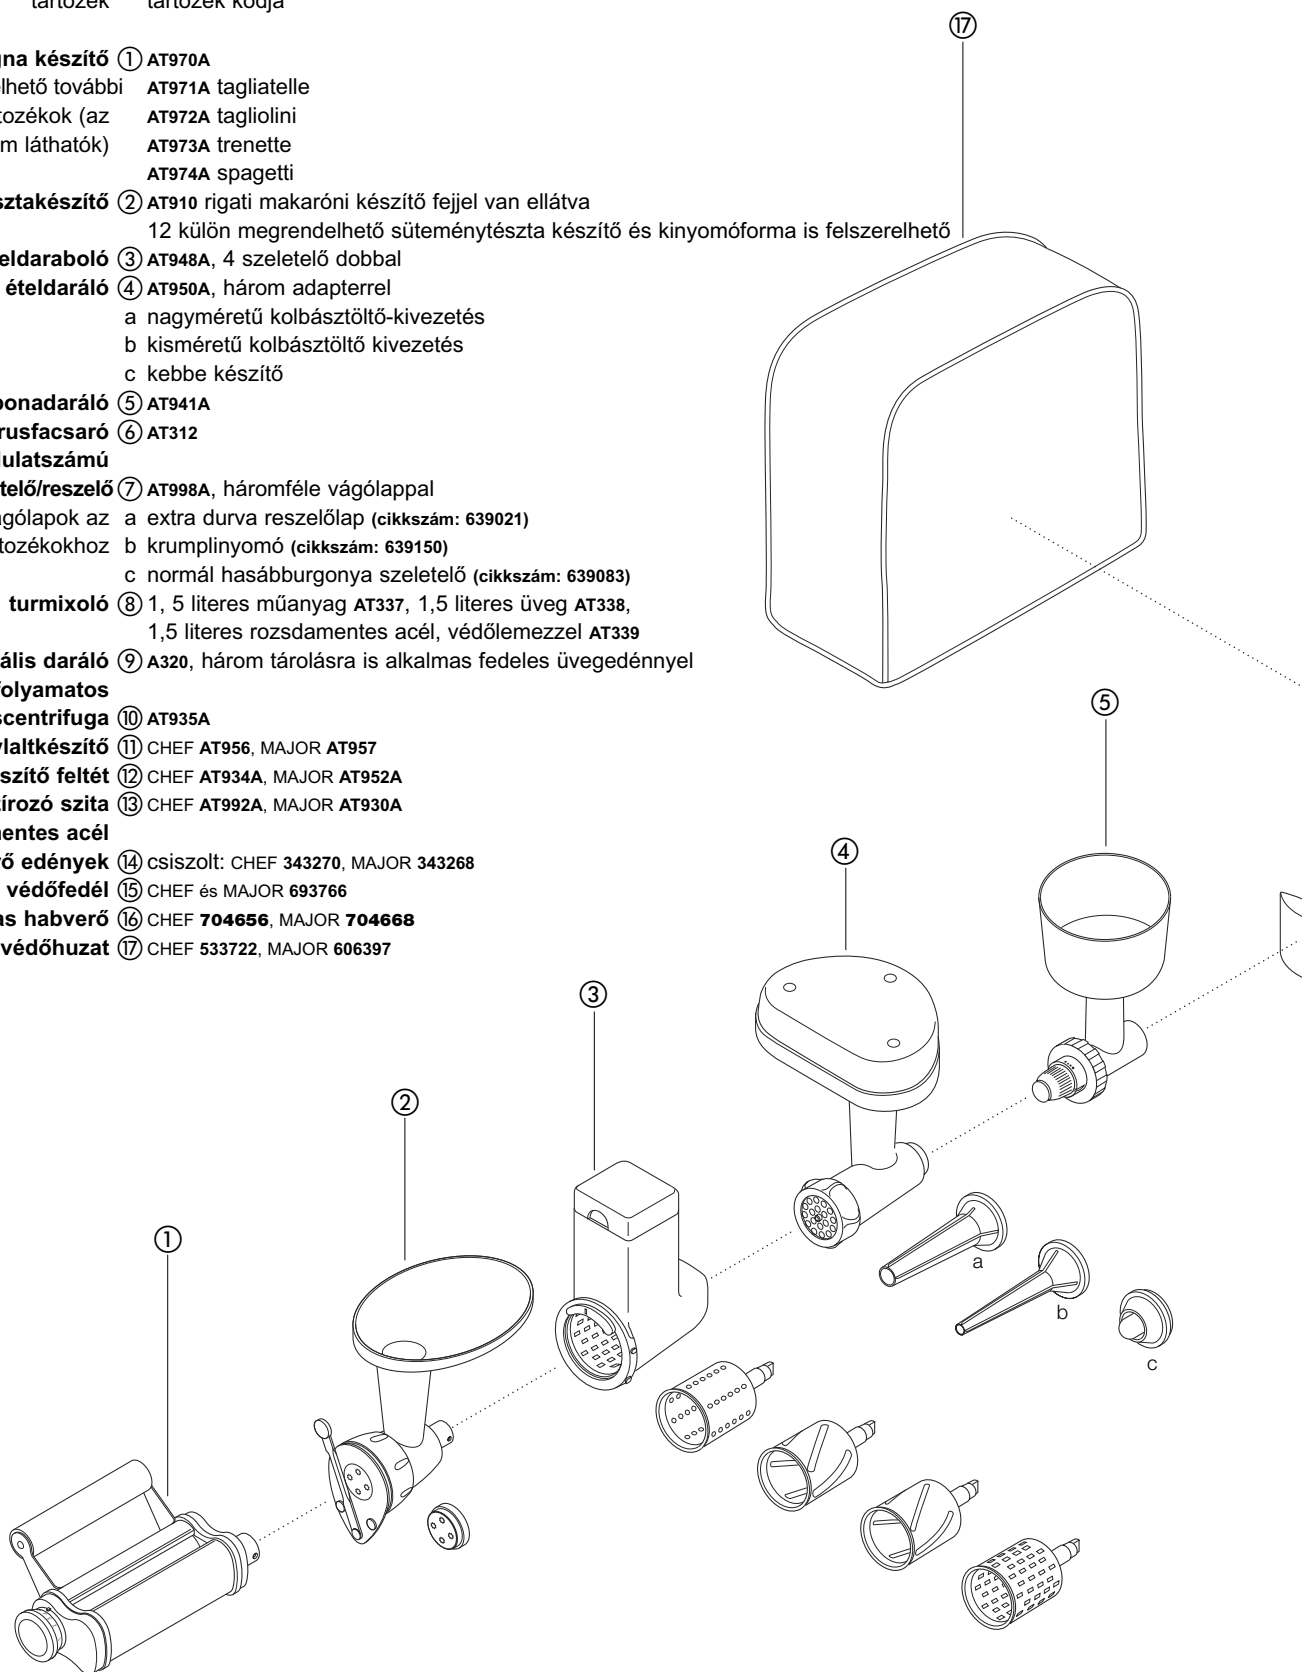 tartozék tartozék kódja
gna készítő ① AT970A
elhető további AT971A tagliatelle
tozékok (az AT972A tagliolini
m láthatók) AT973A trenette
AT974A spagetti
sztakészítő ② AT910 rigati makaróni készítő fejjel van ellátva
12 külön megrendelhető süteménytészta készítő és kinyomóforma is felszerelhető
eldaraboló ③ AT948A, 4 szeletelő dobbal
ételdaráló ④ AT950A, három adapterrel
a nagyméretű kolbásztöltő-kivezetés
b kisméretű kolbásztöltő kivezetés
c kebbe készítő
bonadaráló ⑤ AT941A
rusfacsaró ⑥ AT312
dulatszámú
telő/reszelő ⑦ AT998A, háromféle vágólappal
ágólapok az a extra durva reszelőlap (cikkszám: 639021)
tozékokhoz b krumplinyomó (cikkszám: 639150)
c normál hasábburgonya szeletelő (cikkszám: 639083)
turmixoló ⑧ 1, 5 literes műanyag AT337, 1,5 literes üveg AT338,
1,5 literes rozsdamentes acél, védőlemezzel AT339
ális daráló ⑨ A320, három tárolásra is alkalmas fedeles üvegedénnyel
folyamatos
scentrifuga ⑩ AT935A
ylaltkészítő ⑪ CHEF AT956, MAJOR AT957
szítő feltét ⑫ CHEF AT934A, MAJOR AT952A
írozó szita ⑬ CHEF AT992A, MAJOR AT930A
mentes acél
ő edények ⑭ csiszolt: CHEF 343270, MAJOR 343268
védőfedél ⑮ CHEF és MAJOR 693766
as habverő ⑯ CHEF 704656, MAJOR 704668
védőhuzat ⑰ CHEF 533722, MAJOR 606397
⑰
⑤
④
③
②
①
a
b
c